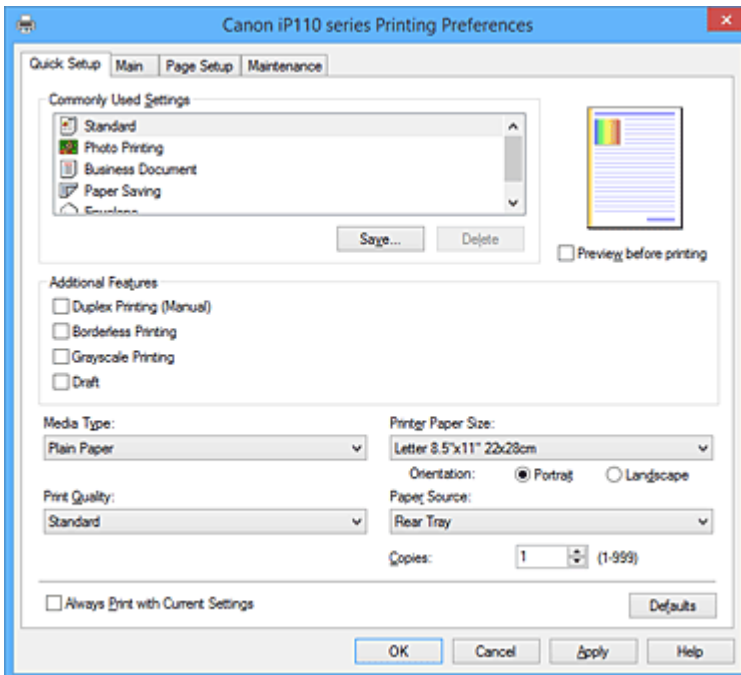 Canon iP110 series Printing Preferences
Quick Setup Main Page Setup Maintenance
Commonly Used Settings
Standard
Photo Printing
Business Document
Paper Saving
Envelope
Save... Delete
Preview before printing
Additional Features
Duplex Printing (Manual)
Borderless Printing
Grayscale Printing
Draft
Media Type:
Plain Paper
Printer Paper Size:
Letter 8.5"x11" 22x28cm
Orientation: Portrait Landscape
Print Quality:
Standard
Paper Source:
Rear Tray
Copies: 1 (1-999)
Always Print with Current Settings
Defaults
OK Cancel Apply Help